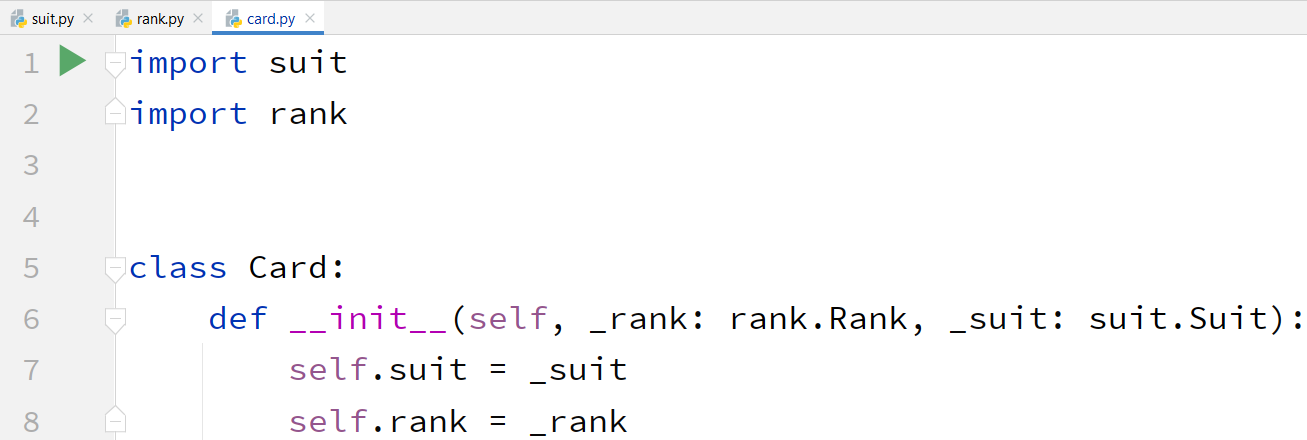 suit.py rank.py card.py
1 import suit
2 import rank
3
4
5 class Card:
6     def __init__(self, _rank: rank.Rank, _suit: suit.Suit):
7         self.suit = _suit
8         self.rank = _rank